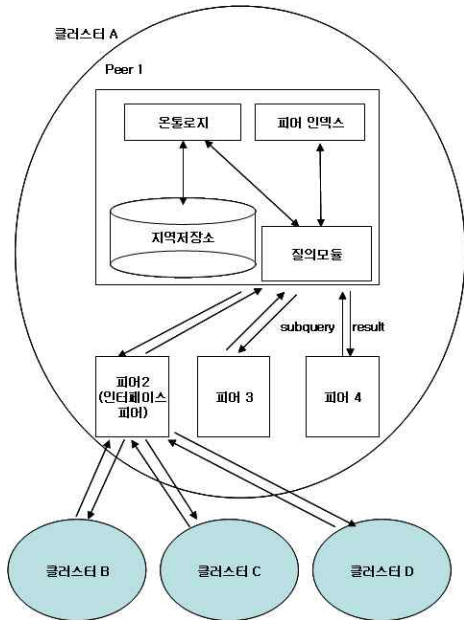 클러스터 A
Peer 1
온톨로지
피어 인덱스
지역저장소
질의모듈
subquery
result
피어2
(인터페이스
피어)
피어 3
피어 4
클러스터 B
클러스터 C
클러스터 D